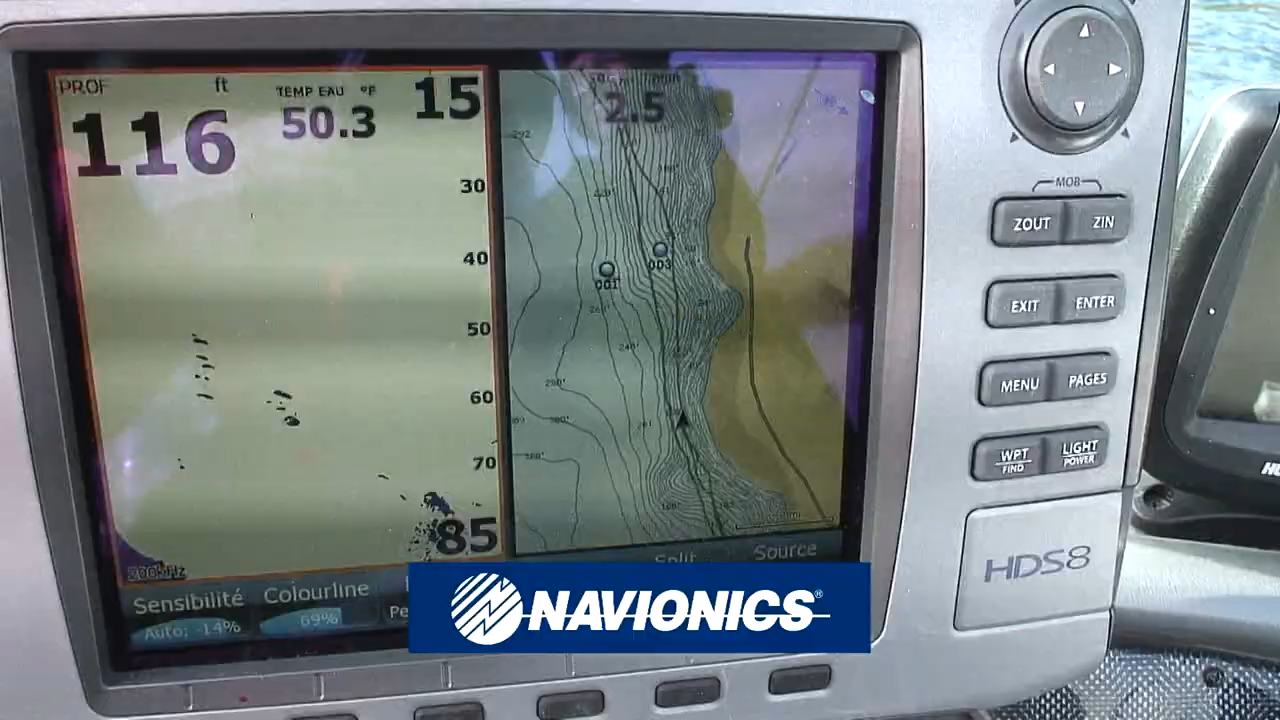 PROF ft
116
TEMP EAU °F
50.3
15
30
40
50
60
70
85
200kHz
Sensibilité
Auto: -14%
Colourline
69%
Pe
2.5
001
003
Split
Source
MOB
ZOUT ZIN
EXIT ENTER
MENU PAGES
WPT
FIND
LIGHT
POWER
HDS8
NAVIONICS®